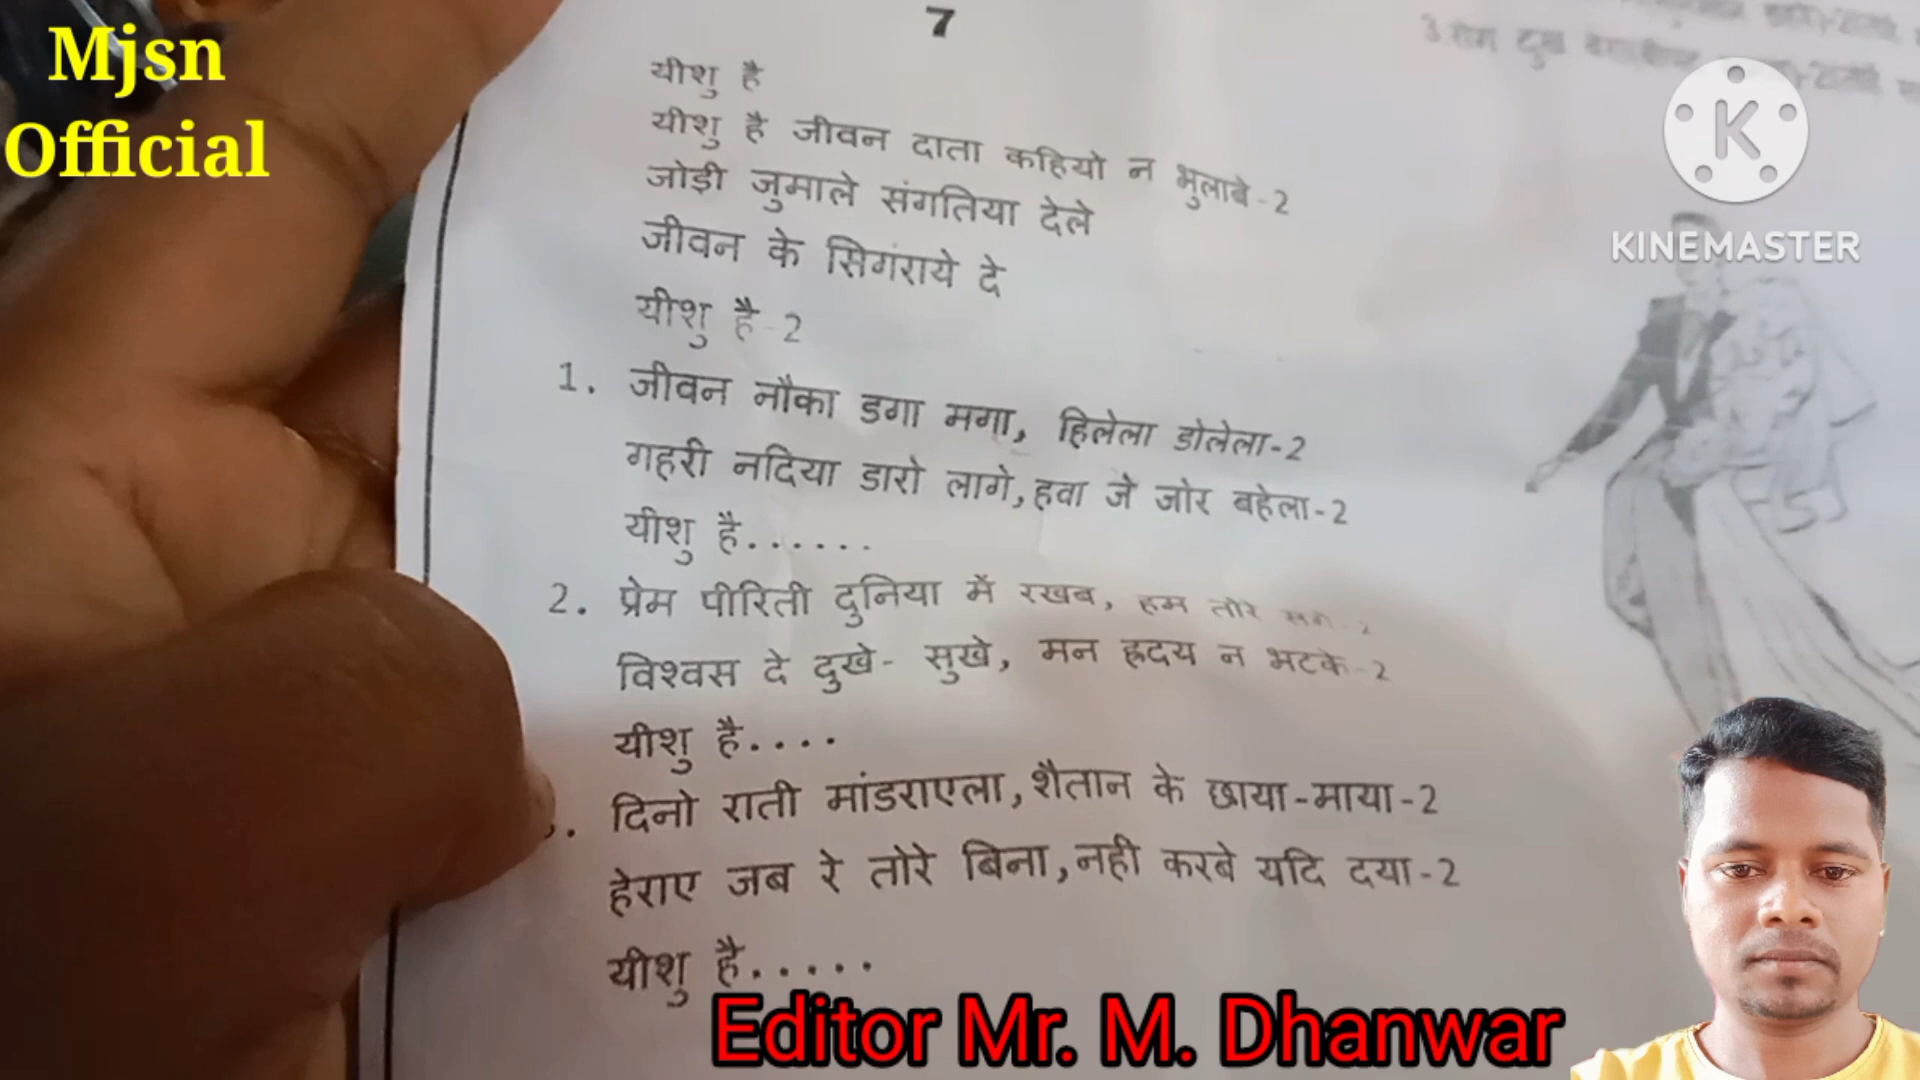 Mjsn
Official
7
यीशु है
यीशु है जीवन दाता कहियो न भुलाबे-2
जोड़ी जुमाले संगतिया देले
जीवन के सिगंराये दे
यीशु है-2
1. जीवन नौका डगा मगा, हिलेला डोलेला-2
गहरी नदिया डारो लागे, हवा जे जोर बहेला-2
यीशु है......
2. प्रेम पीरिती दुनिया में रखब, हम तोरे
विश्वस दे दुखे- सुखे, मन ह्रदय न भटके-2
यीशु है....
दिनो राती मांडराएला, शैतान के छाया-माया-2
हेराए जब रे तोरे बिना, नही करबे यदि दया-2
यीशु है.....
3. रोग दुख
K
KINEMASTER
Editor Mr. M. Dhanwar